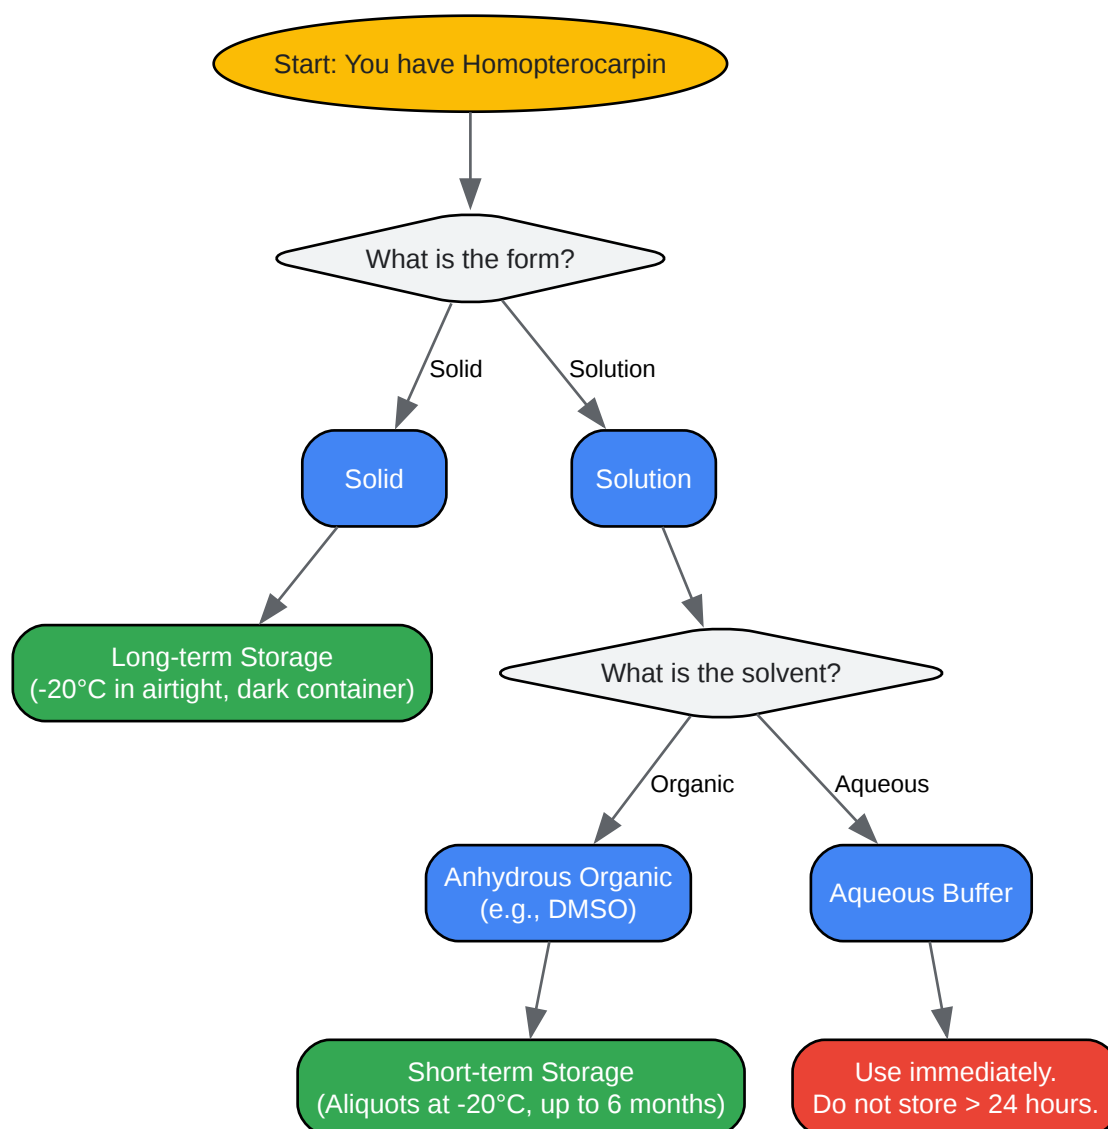 Start: You have Homopterocarpin
What is the form?
Solid
Solution
Solid
Solution
Long-term Storage
(-20°C in airtight, dark container)
What is the solvent?
Organic
Aqueous
Anhydrous Organic
(e.g., DMSO)
Aqueous Buffer
Short-term Storage
(Aliquots at -20°C, up to 6 months)
Use immediately.
Do not store > 24 hours.